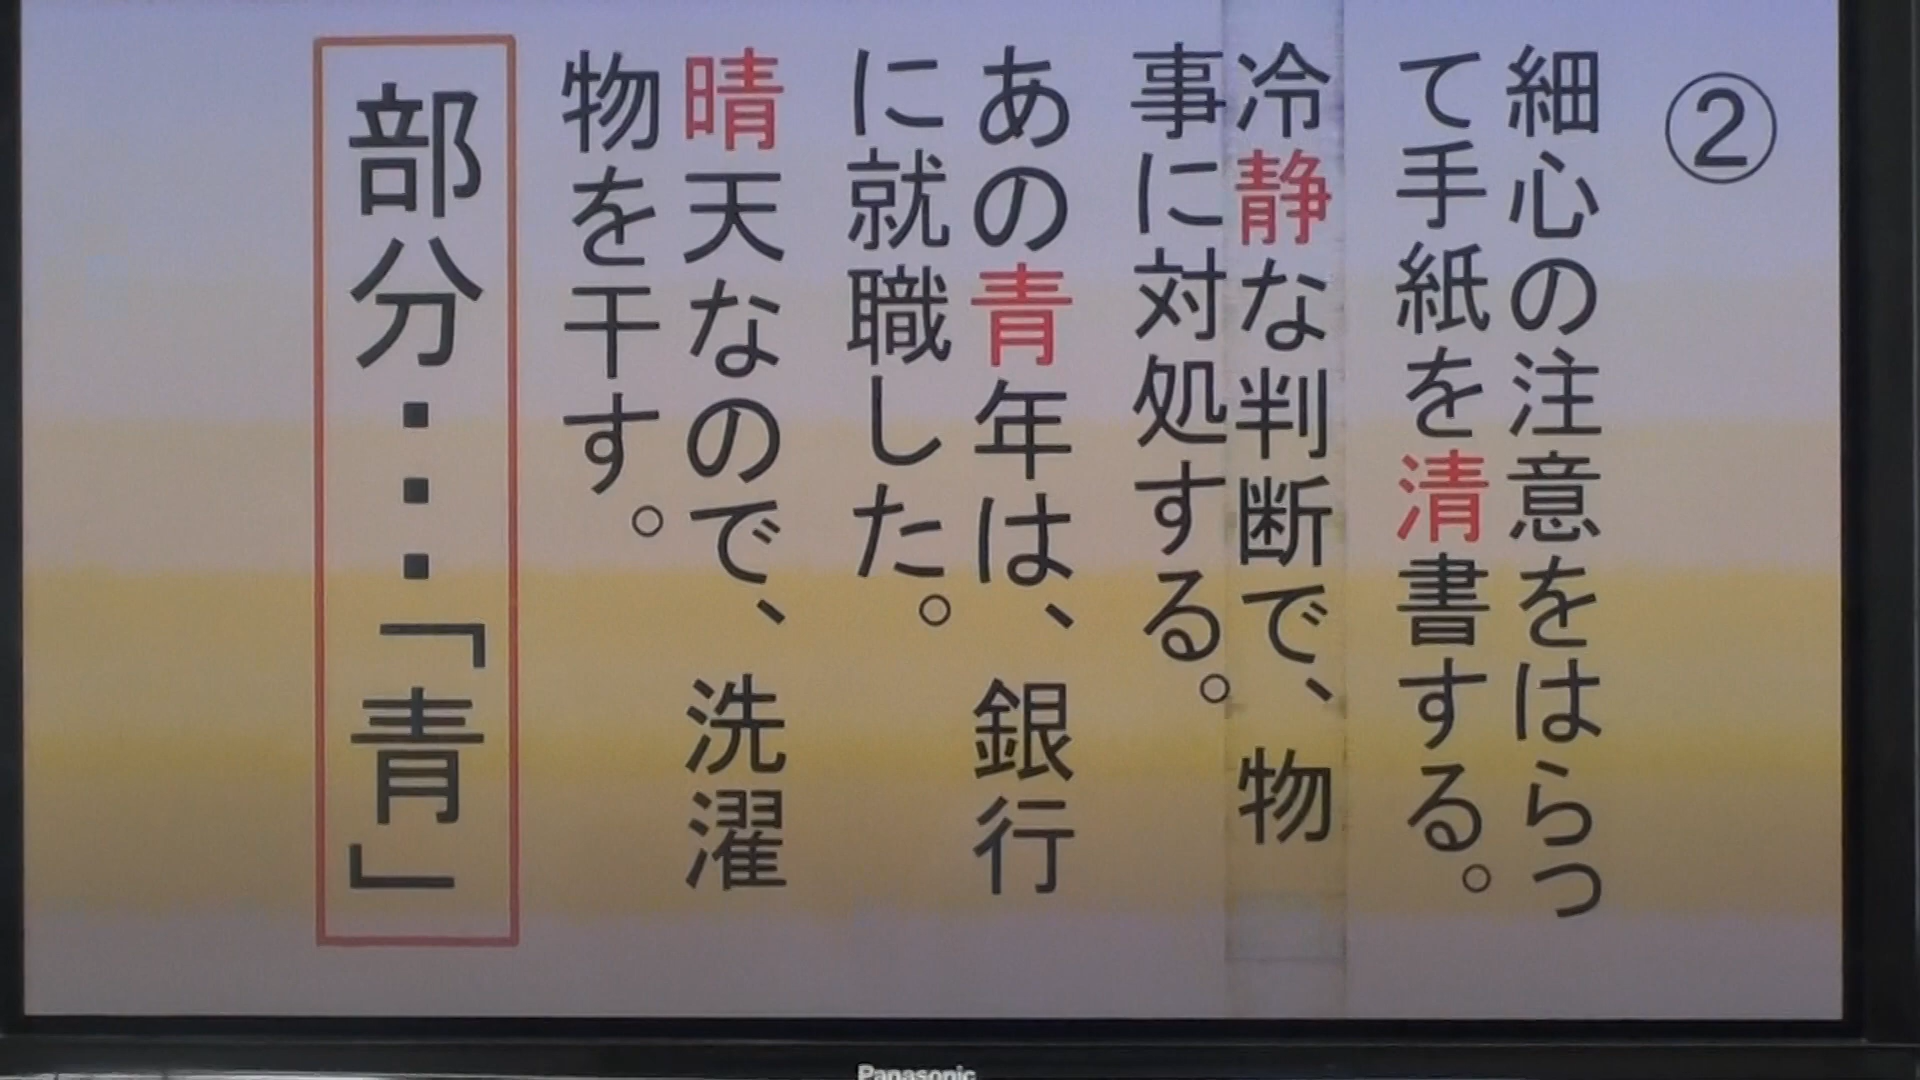 ②
細心の注意をはらっ
て手紙を清書する。
冷静な判断で、物
事に対処する。
あの青年は、銀行
に就職した。
晴天なので、洗濯
物を干す。
部分・・・「青」
Panasonic